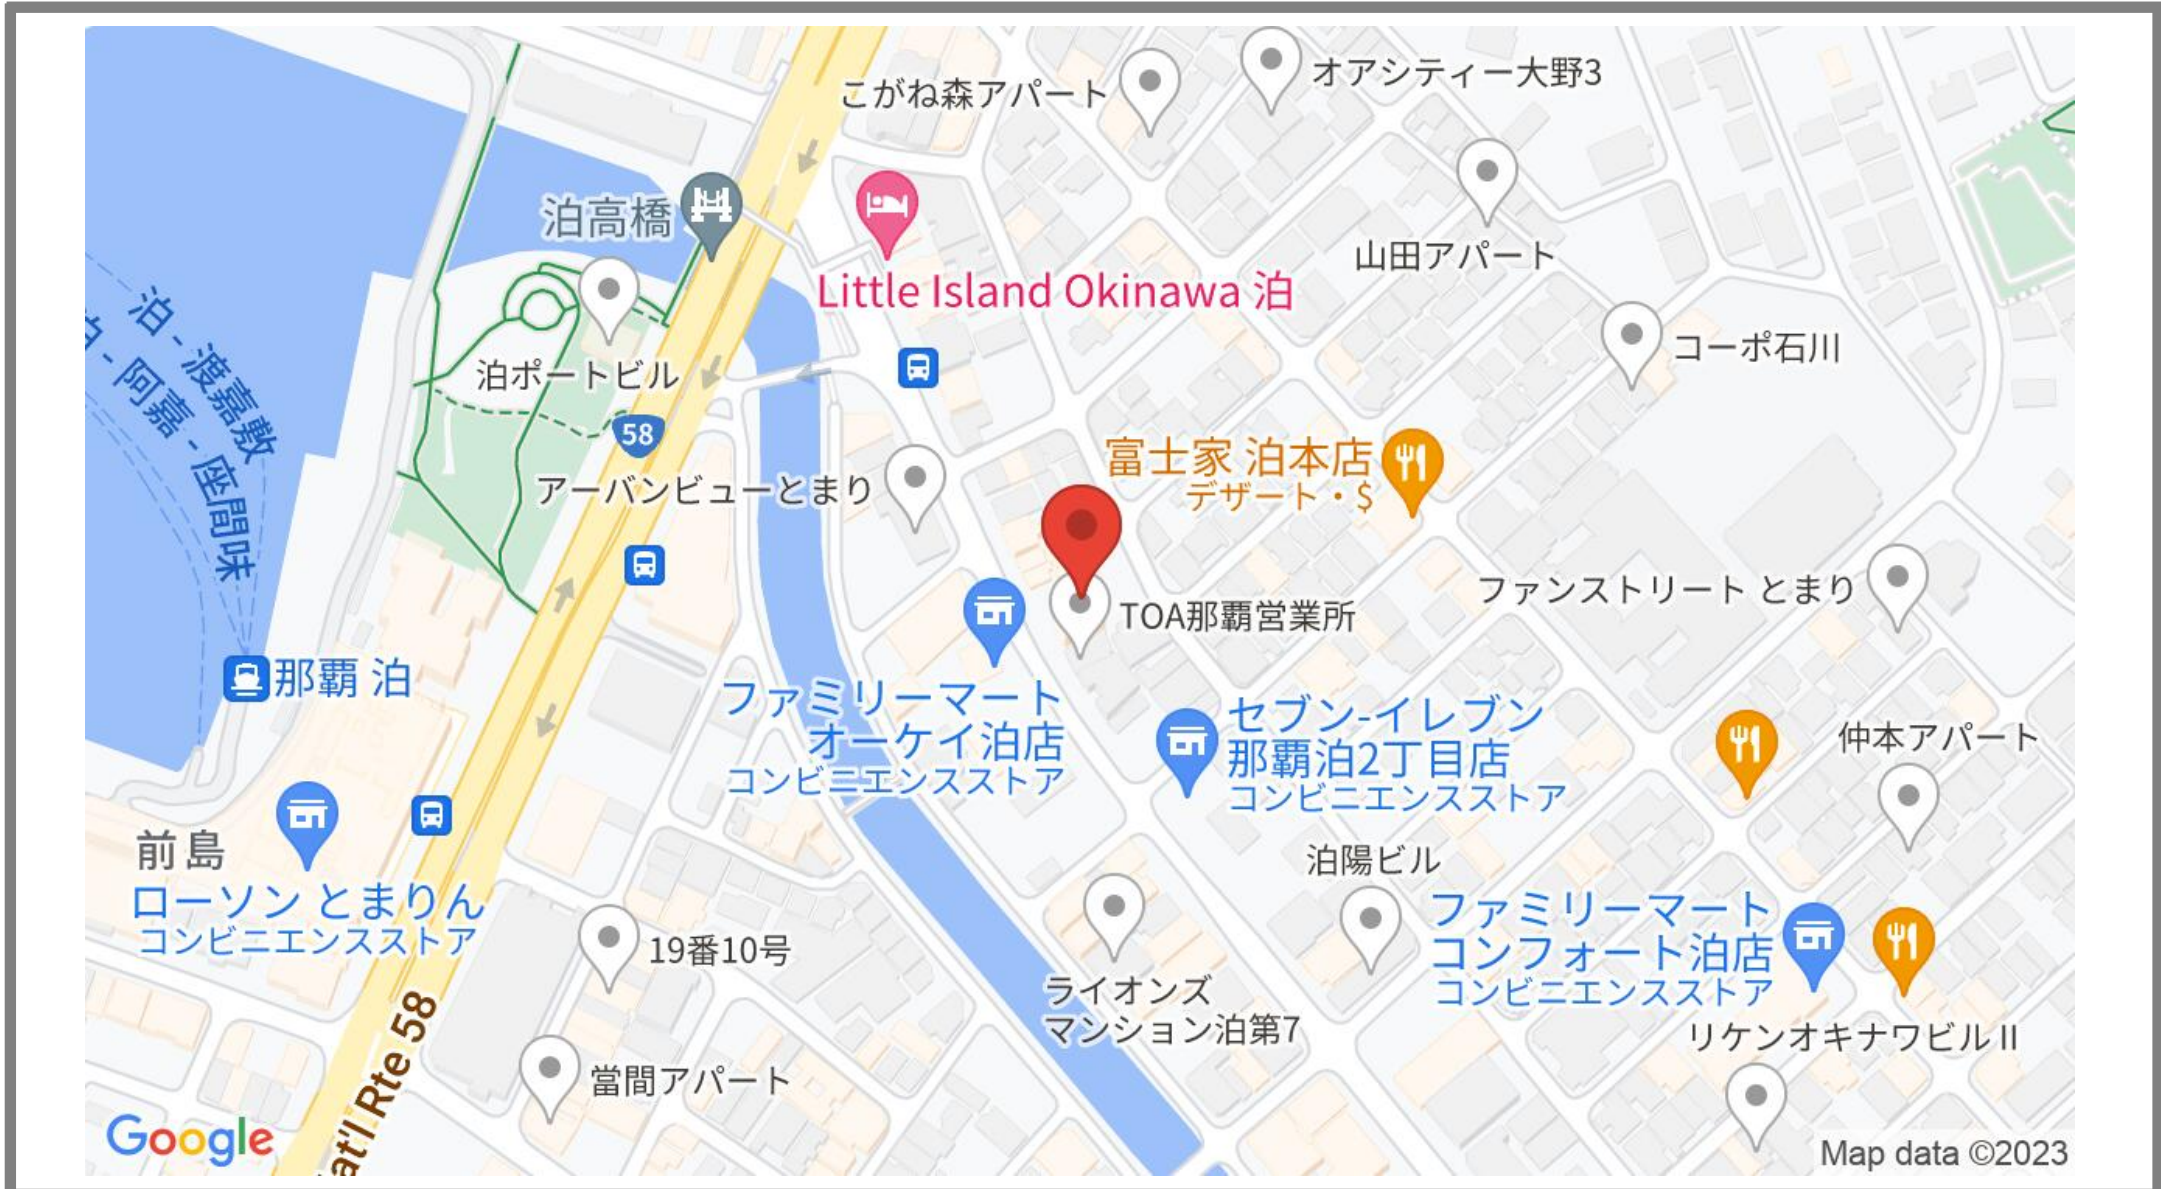 こがね森アパート
オアシティー大野3
泊高橋
山田アパート
Little Island Okinawa 泊
泊 - 渡嘉敷
泊 - 阿嘉 - 座間味
泊ポートビル
コーポ石川
58
アーバンビューとまり
富士家 泊本店
デザート・$
ファンストリート とまり
TOA那覇営業所
那覇 泊
ファミリーマート
オーケイ泊店
コンビニエンスストア
セブン-イレブン
那覇泊2丁目店
コンビニエンスストア
仲本アパート
前島
ローソン とまりん
コンビニエンスストア
泊陽ビル
19番10号
ファミリーマート
コンフォート泊店
コンビニエンスストア
ライオンズ
マンション泊第7
リケンオキナワビルⅡ
當間アパート
at'l Rte 58
Google
Map data ©2023